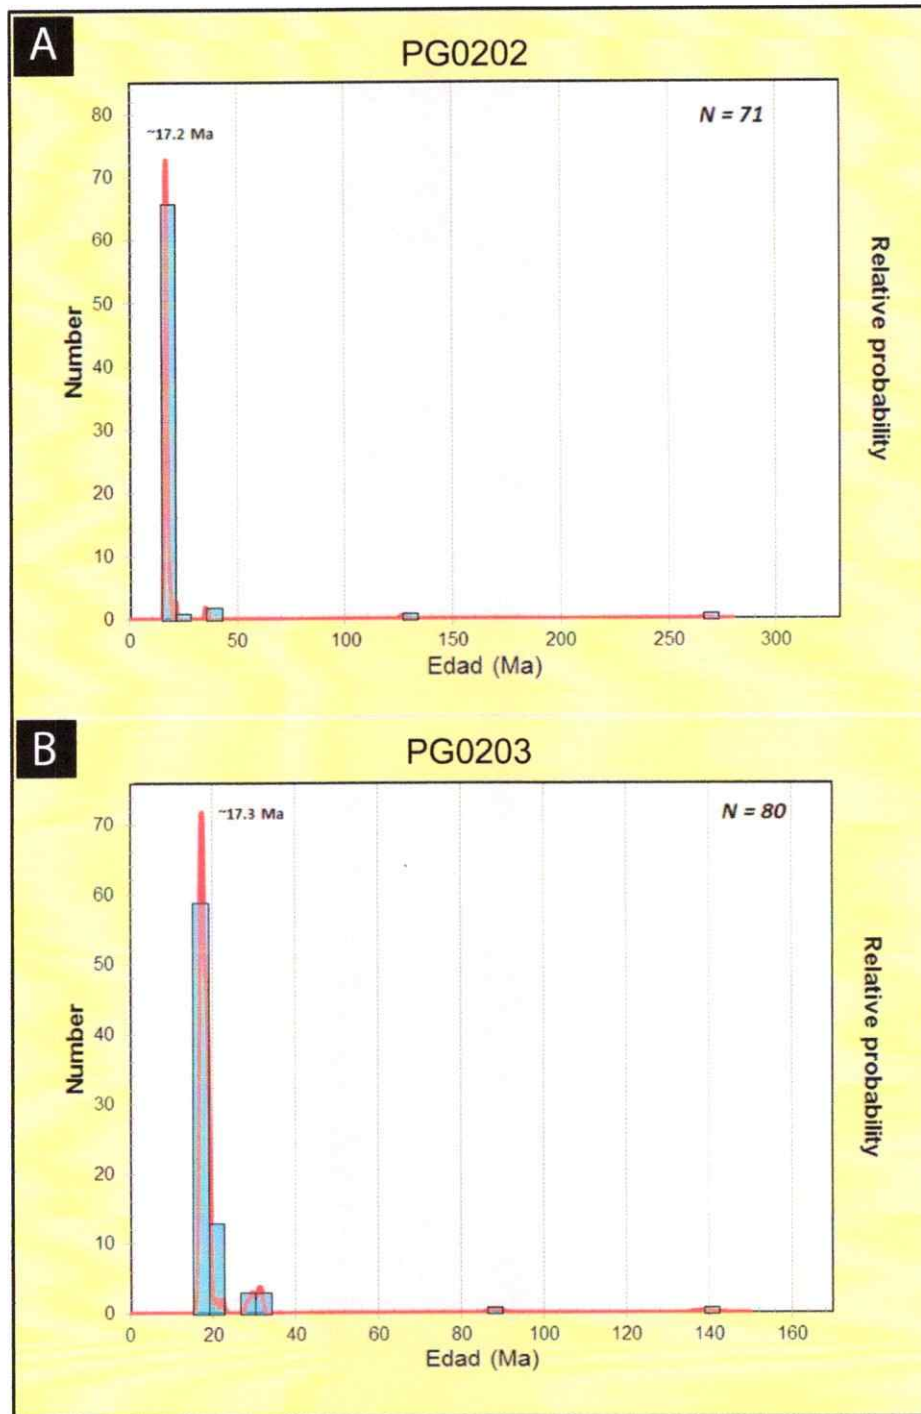 A
PG0202
N = 71
~17.2 Ma
80
70
60
50
40
30
20
10
0
Number
Relative probability
0 50 100 150 200 250 300
Edad (Ma)
B
PG0203
N = 80
~17.3 Ma
70
60
50
40
30
20
10
0
Number
Relative probability
0 20 40 60 80 100 120 140 160
Edad (Ma)